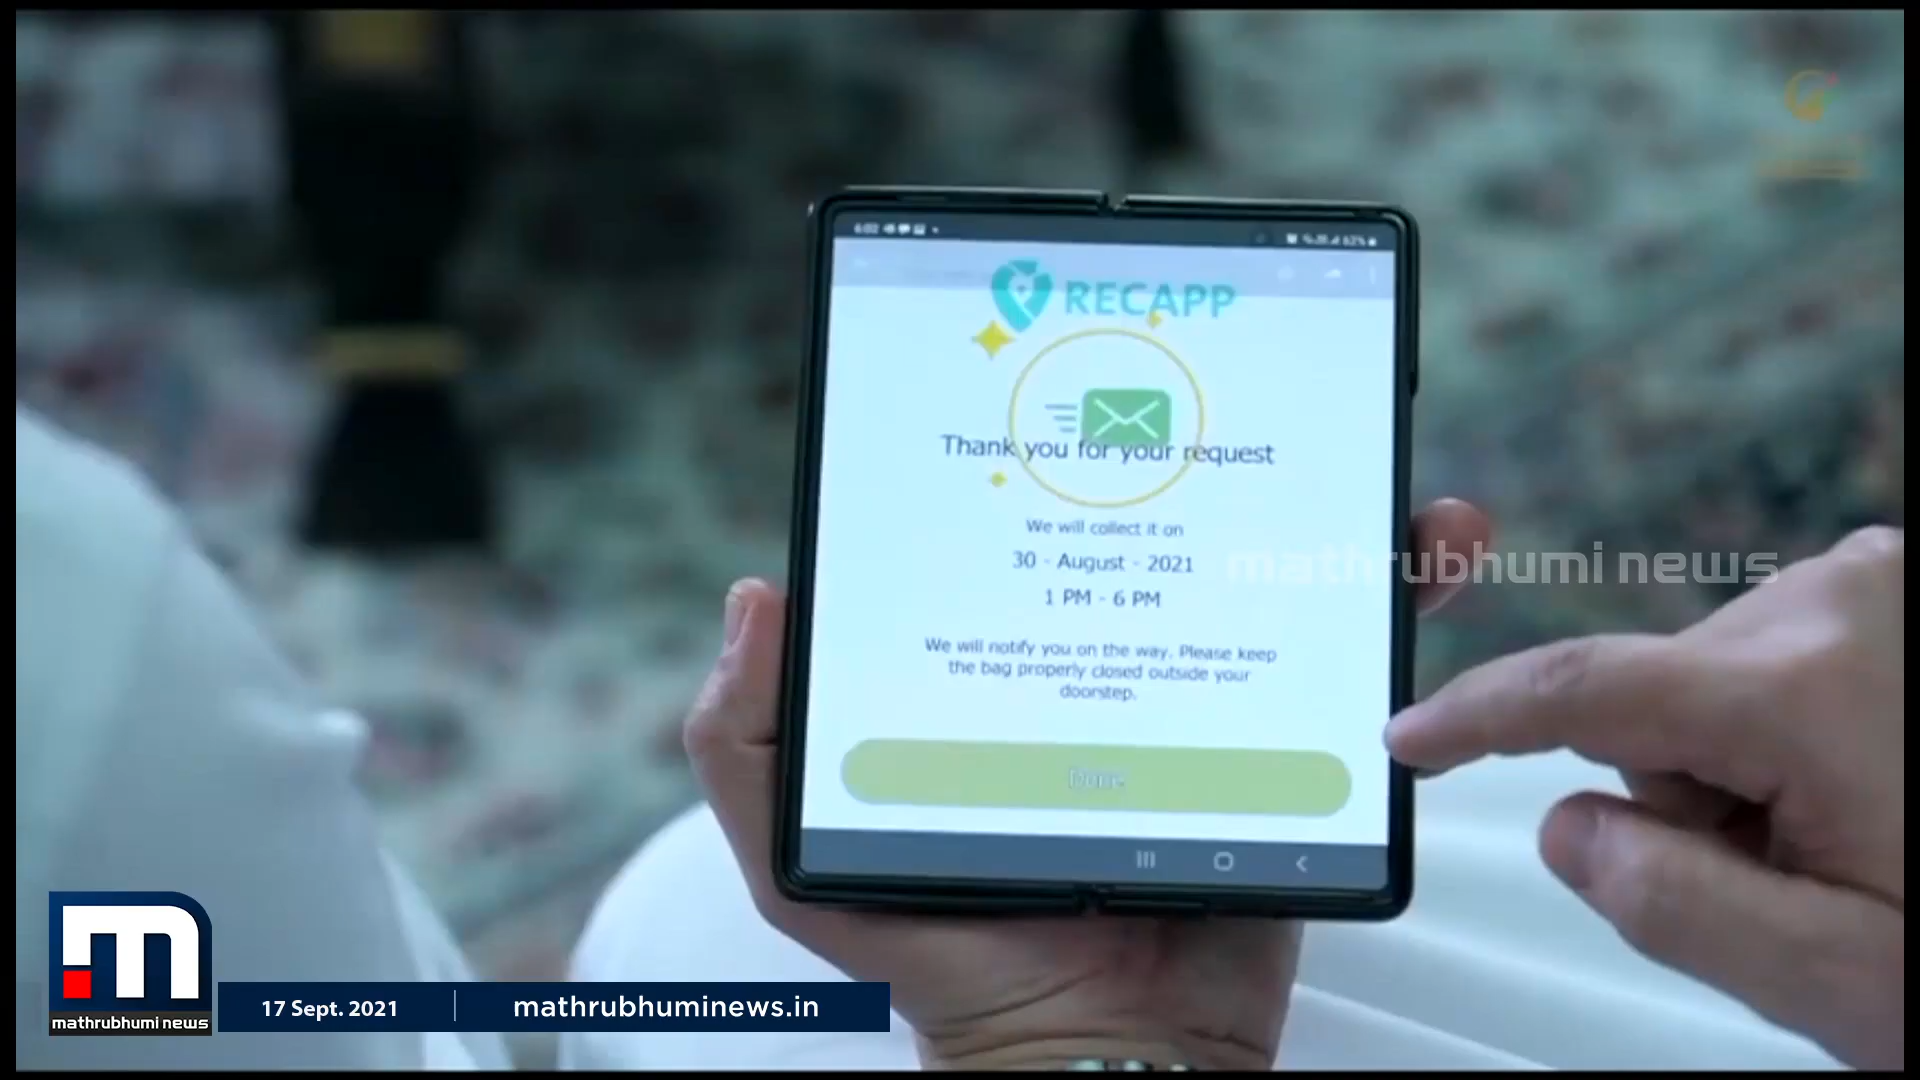 RECAPP
Thank you for your request
We will collect it on
30 - August - 2021
1 PM - 6 PM
We will notify you on the way. Please keep
the bag properly closed outside your
doorstep.
Done
mathrubhumi news
mathrubhumi news
17 Sept. 2021
mathrubhuminews.in